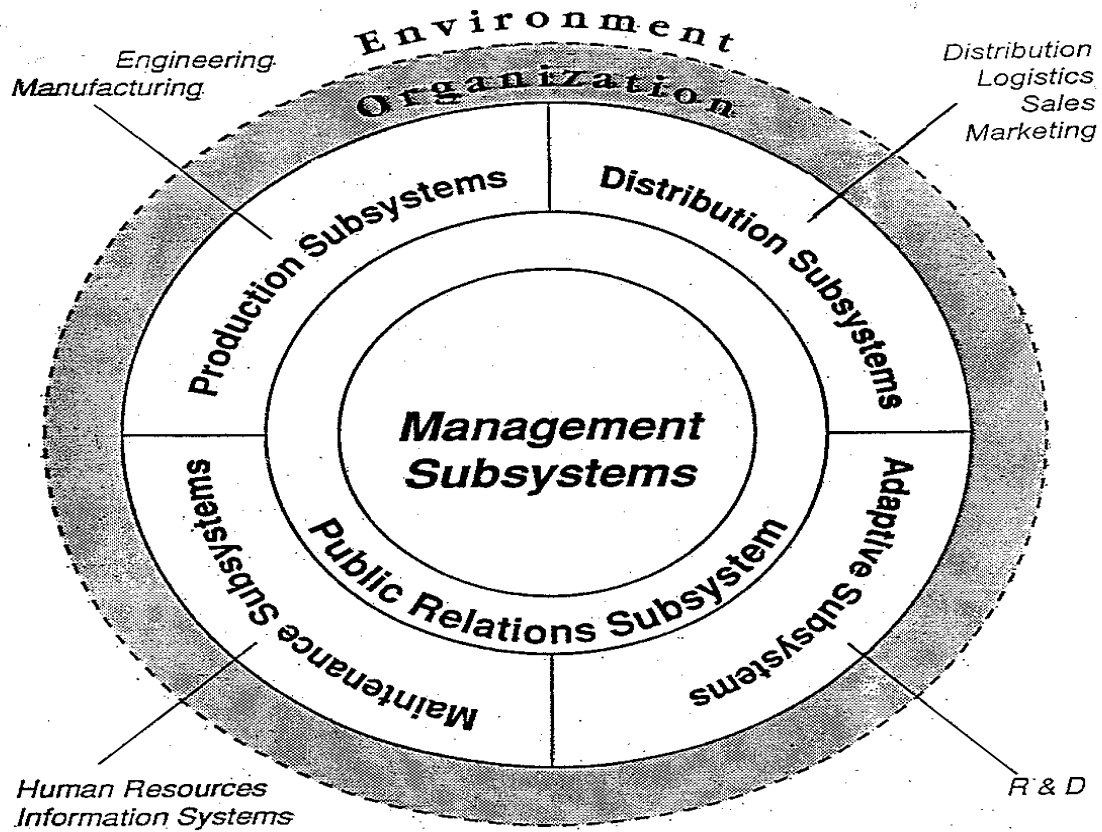 Environment
Organization
Engineering
Manufacturing
Distribution
Logistics
Sales
Marketing
Production Subsystems
Distribution Subsystems
Management
Subsystems
Public Relations Subsystem
Maintenance Subsystems
Adaptive Subsystems
Human Resources
Information Systems
R & D